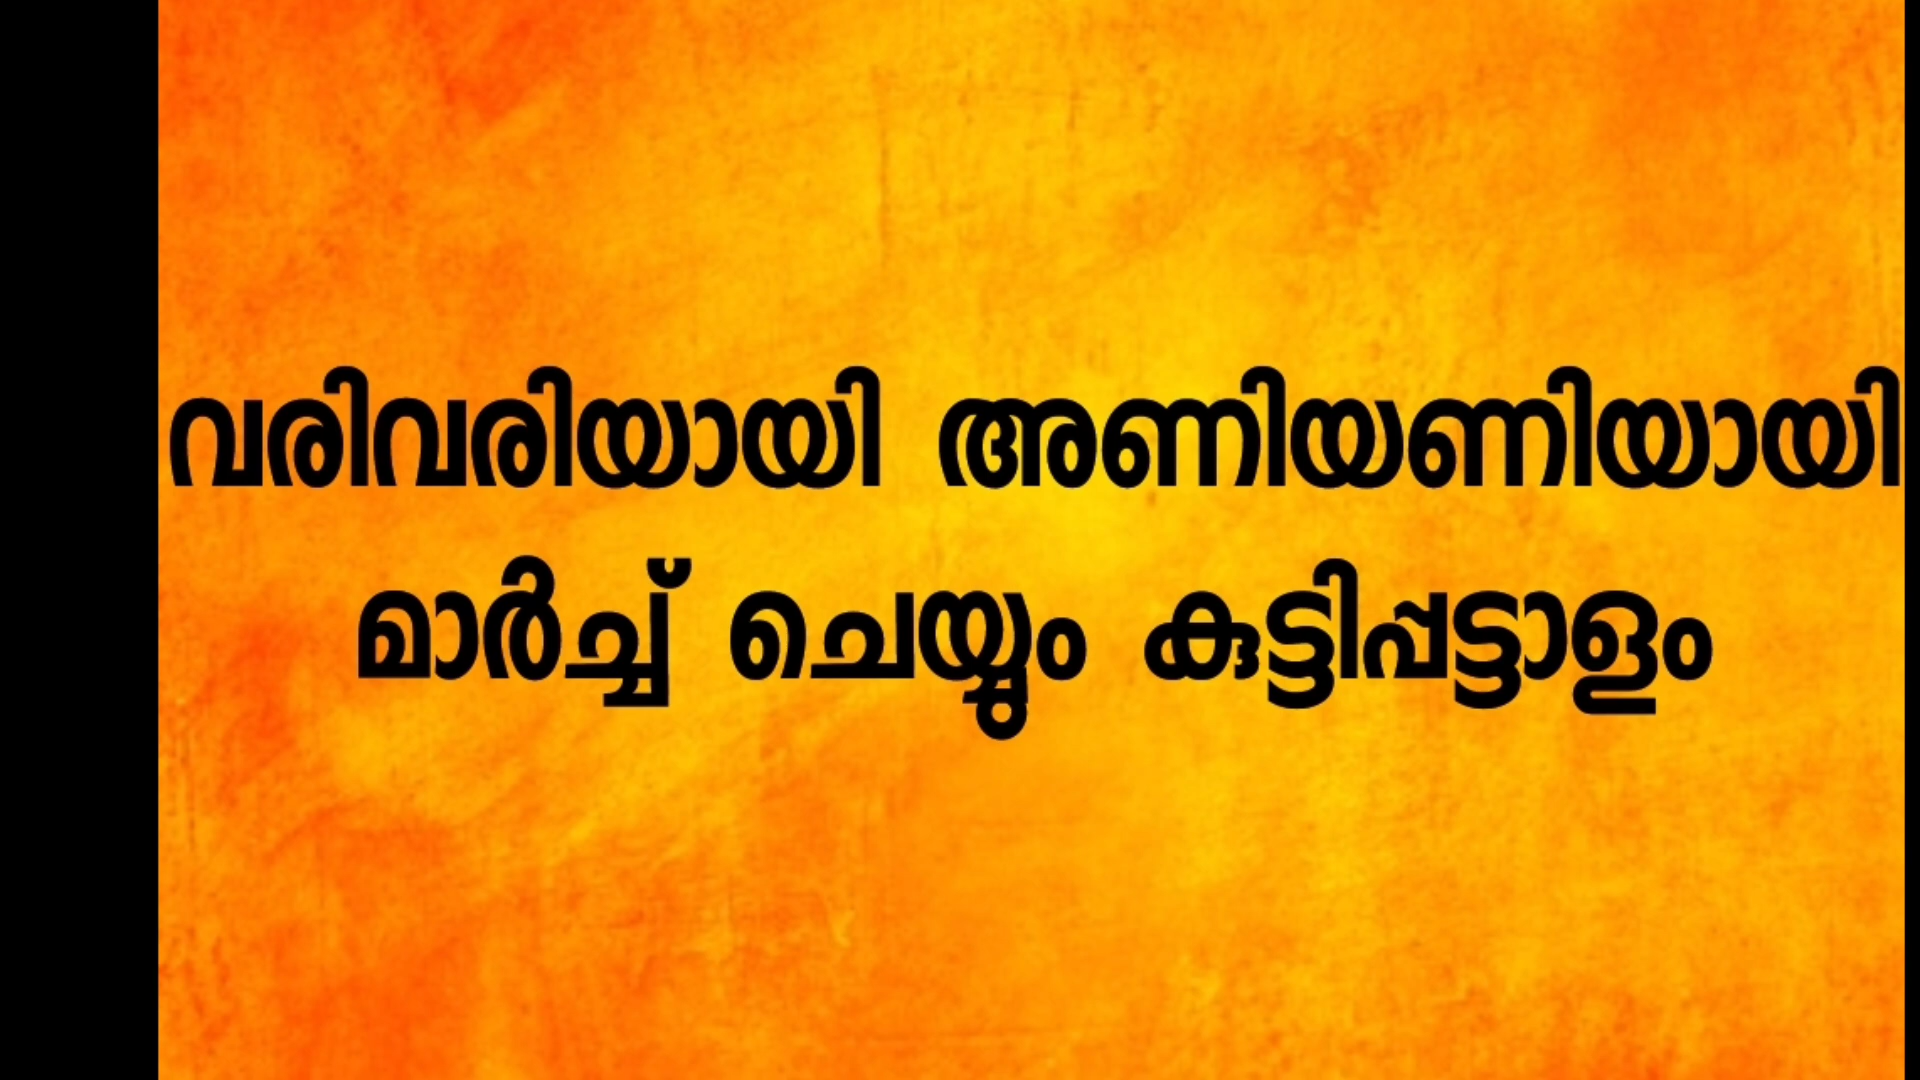 വരിവരിയായി അണിയണിയായി
മാർച്ച് ചെയ്യും കുട്ടിപ്പട്ടാളം